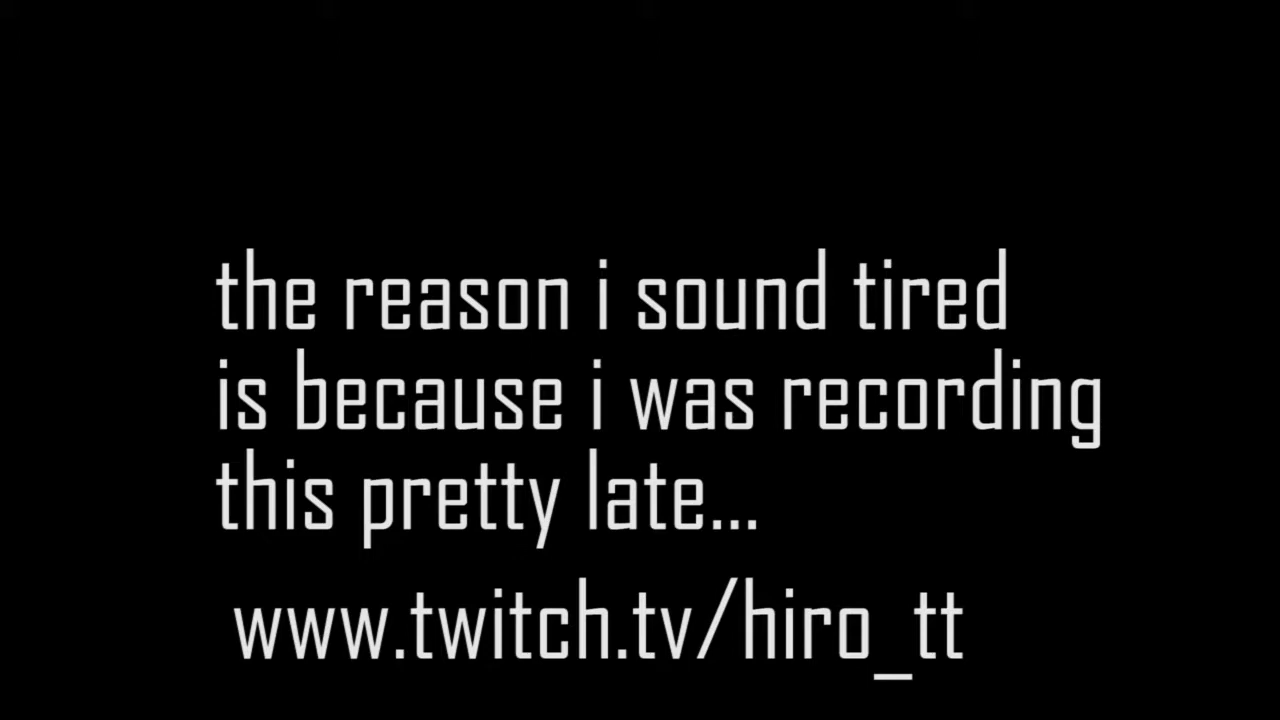 the reason i sound tired
is because i was recording
this pretty late...
www.twitch.tv/hiro_tt